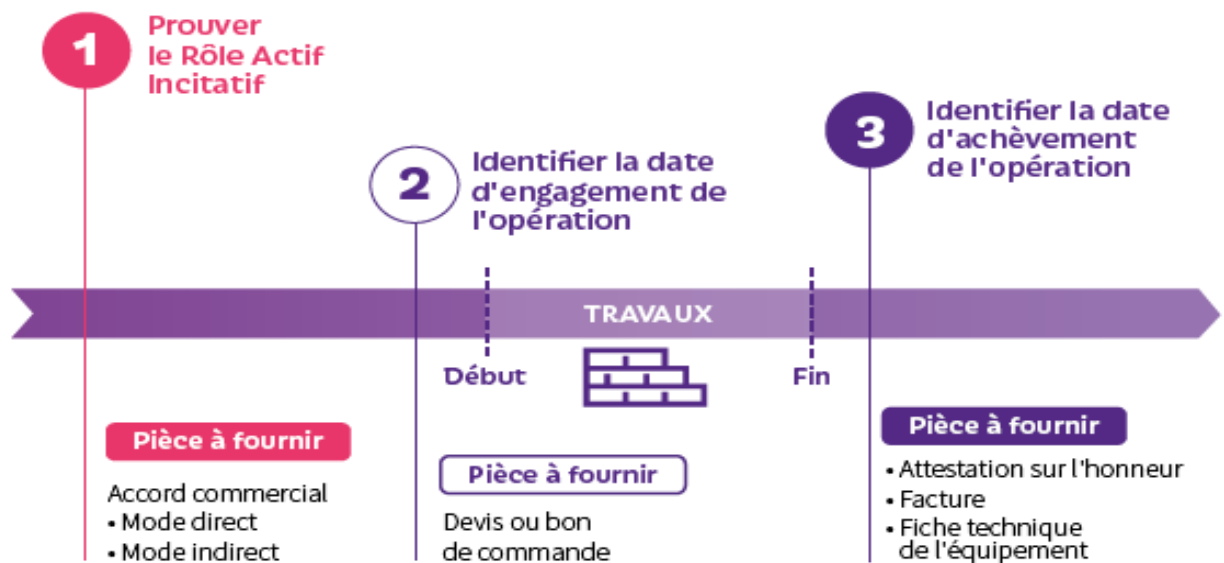 1
Prouver
le Rôle Actif
Incitatif
2
Identifier la date
d'engagement de
l'opération
3
Identifier la date
d'achèvement
de l'opération
TRAVAUX
Début
Fin
Pièce à fournir
Accord commercial
• Mode direct
• Mode indirect
Pièce à fournir
Devis ou bon
de commande
Pièce à fournir
• Attestation sur l'honneur
• Facture
• Fiche technique
de l'équipement